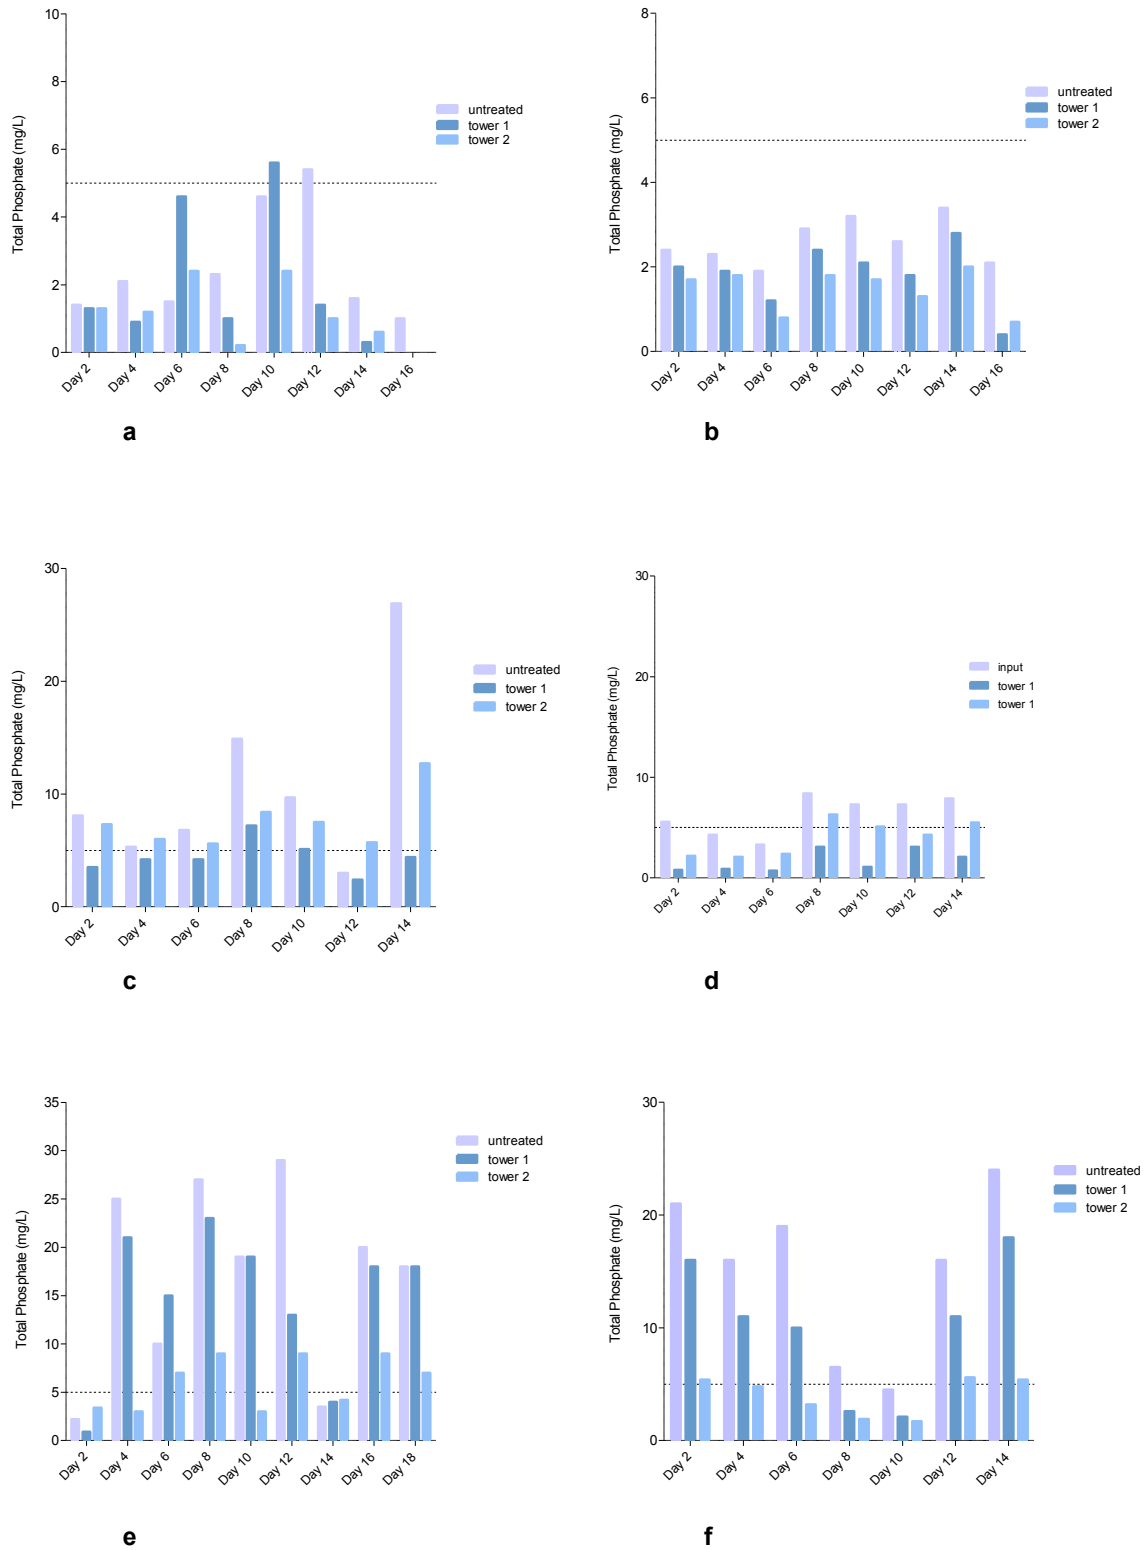 Total Phosphate (mg/L)
10
8
6
4
2
0
Day 2
Day 4
Day 6
Day 8
Day 10
Day 12
Day 14
Day 16
untreated
tower 1
tower 2
a
Total Phosphate (mg/L)
8
6
4
2
0
Day 2
Day 4
Day 6
Day 8
Day 10
Day 12
Day 14
Day 16
untreated
tower 1
tower 2
b
Total Phosphate (mg/L)
30
20
10
0
Day 2
Day 4
Day 6
Day 8
Day 10
Day 12
Day 14
untreated
tower 1
tower 2
c
Total Phosphate (mg/L)
30
20
10
0
Day 2
Day 4
Day 6
Day 8
Day 10
Day 12
Day 14
input
tower 1
tower 1
d
Total Phosphate (mg/L)
35
30
25
20
15
10
5
0
Day 2
Day 4
Day 6
Day 8
Day 10
Day 12
Day 14
Day 16
Day 18
untreated
tower 1
tower 2
e
Total Phosphate (mg/L)
30
20
10
0
Day 2
Day 4
Day 6
Day 8
Day 10
Day 12
Day 14
untreated
tower 1
tower 2
f